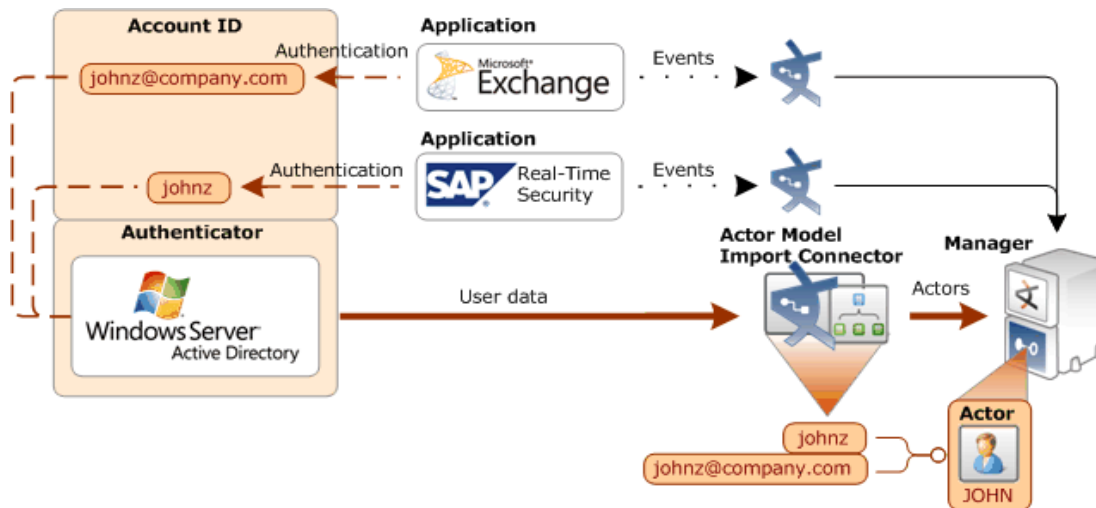 Account ID
Application
Authentication
johnz@company.com
Microsoft®
Exchange
Events
Application
Authentication
johnz
SAP
Real-Time
Security
Events
Authenticator
Windows Server
Active Directory
User data
Actor Model
Import Connector
Actors
Manager
johnz
johnz@company.com
Actor
JOHN